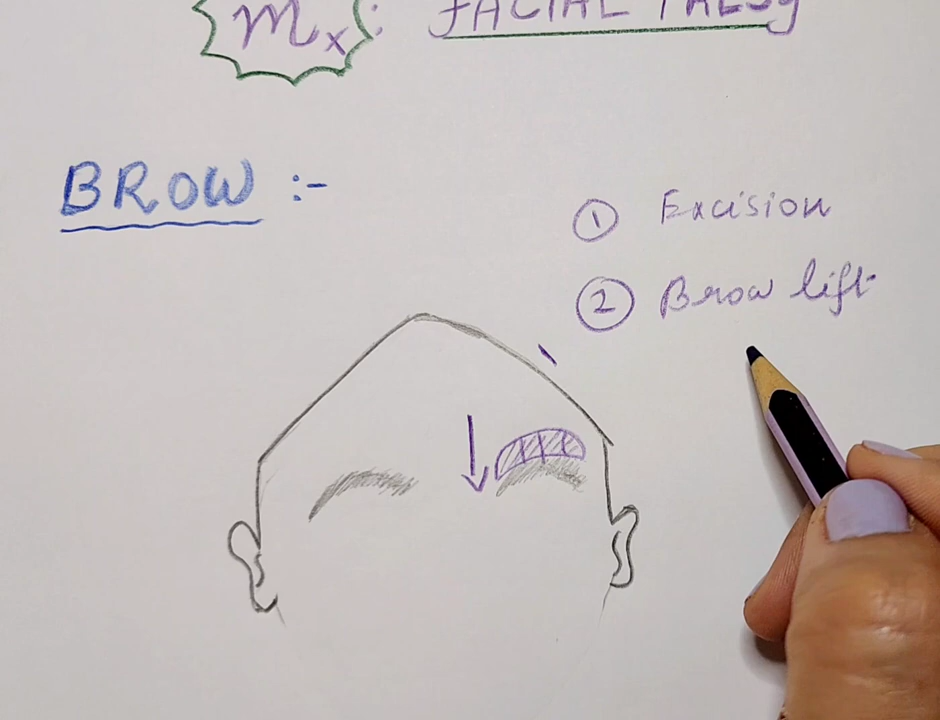 Mx: FACIAL PALSY
BROW :-
① Excision
② Brow lift